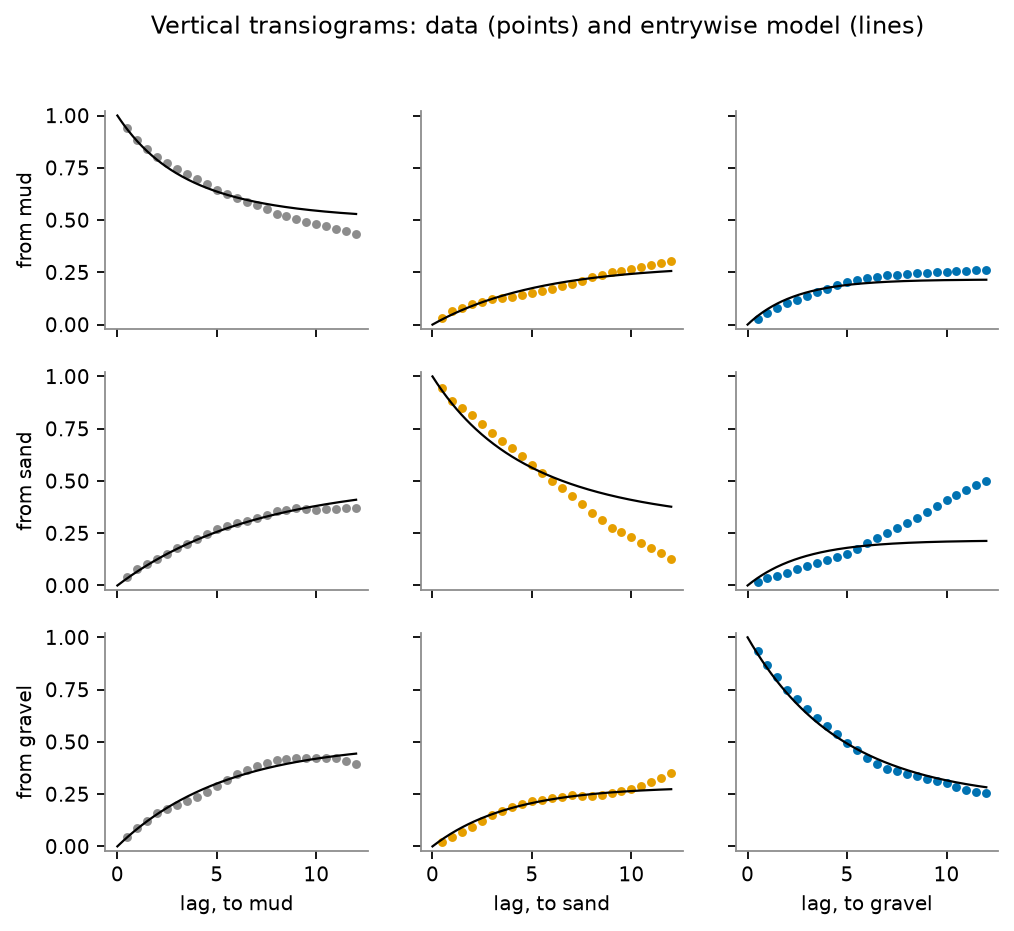 Vertical transiograms: data (points) and entrywise model (lines)
from mud
1.00
0.75
0.50
0.25
0.00
from sand
1.00
0.75
0.50
0.25
0.00
from gravel
1.00
0.75
0.50
0.25
0.00
0 5 10
0 5 10
0 5 10
lag, to mud
lag, to sand
lag, to gravel